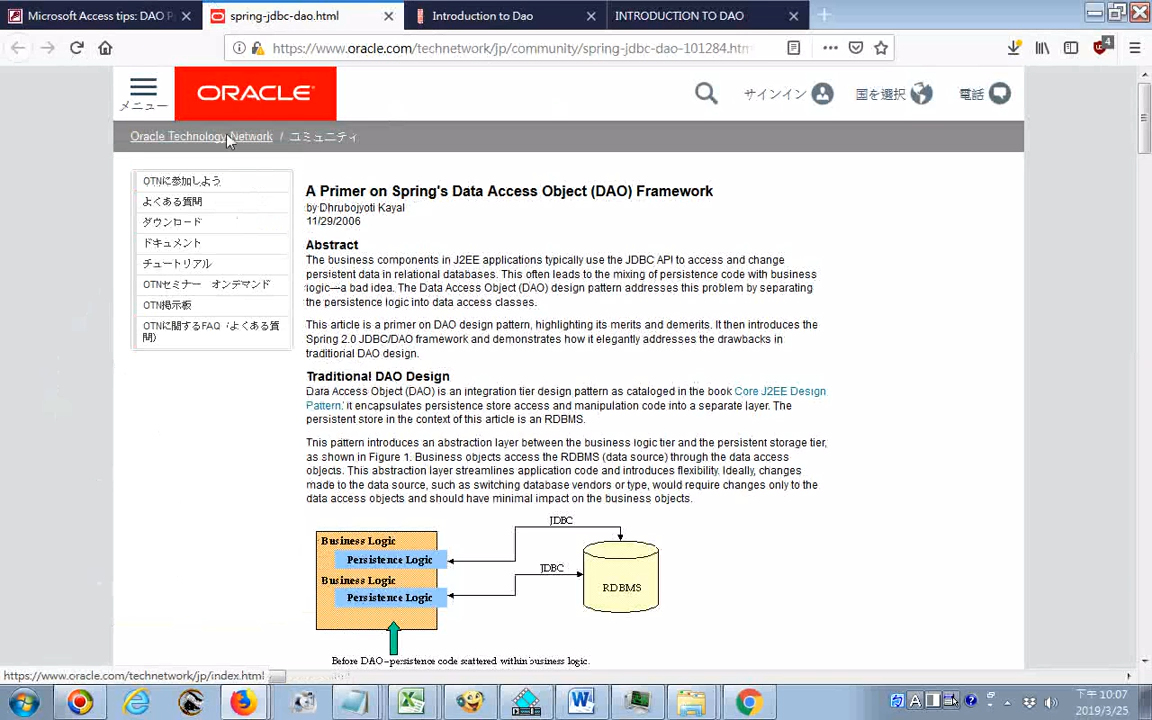 Microsoft Access tips: DAO P
spring-jdbc-dao.html
Introduction to Dao
INTRODUCTION TO DAO
https://www.oracle.com/technetwork/jp/community/spring-jdbc-dao-101284.htm
4
メニュー
ORACLE
サインイン
国を選択
電話
Oracle Technology Network / コミュニティ
OTNに参加しよう
よくある質問
ダウンロード
ドキュメント
チュートリアル
OTNセミナー オンデマンド
OTN掲示板
OTNに関するFAQ（よくある質
問）
A Primer on Spring's Data Access Object (DAO) Framework
by Dhrubojyoti Kayal
11/29/2006
Abstract
The business components in J2EE applications typically use the JDBC API to access and change
persistent data in relational databases. This often leads to the mixing of persistence code with business
logic—a bad idea. The Data Access Object (DAO) design pattern addresses this problem by separating
the persistence logic into data access classes.
This article is a primer on DAO design pattern, highlighting its merits and demerits. It then introduces the
Spring 2.0 JDBC/DAO framework and demonstrates how it elegantly addresses the drawbacks in
traditional DAO design.
Traditional DAO Design
Data Access Object (DAO) is an integration tier design pattern as cataloged in the book Core J2EE Design
Pattern. it encapsulates persistence store access and manipulation code into a separate layer. The
persistent store in the context of this article is an RDBMS.
This pattern introduces an abstraction layer between the business logic tier and the persistent storage tier,
as shown in Figure 1. Business objects access the RDBMS (data source) through the data access
objects. This abstraction layer streamlines application code and introduces flexibility. Ideally, changes
made to the data source, such as switching database vendors or type, would require changes only to the
data access objects and should have minimal impact on the business objects.
JDBC
Business Logic
Persistence Logic
JDBC
Business Logic
RDBMS
Persistence Logic
Before DAO-persistence code scattered within business logic.
https://www.oracle.com/technetwork/jp/index.html
下午 10:07
2019/3/25